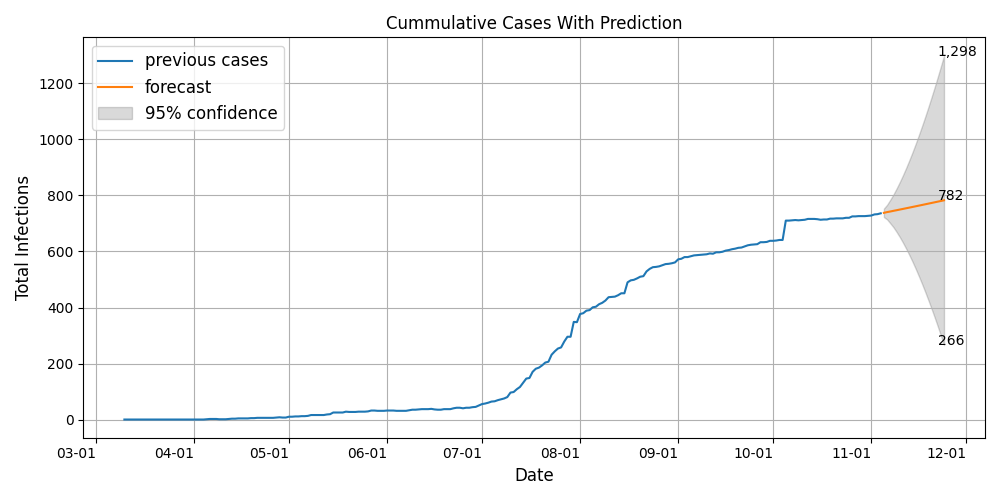 Cummulative Cases With Prediction
previous cases
forecast
95% confidence
1,298
782
266
1200
1000
800
600
400
200
0
Total Infections
03-01 04-01 05-01 06-01 07-01 08-01 09-01 10-01 11-01 12-01
Date